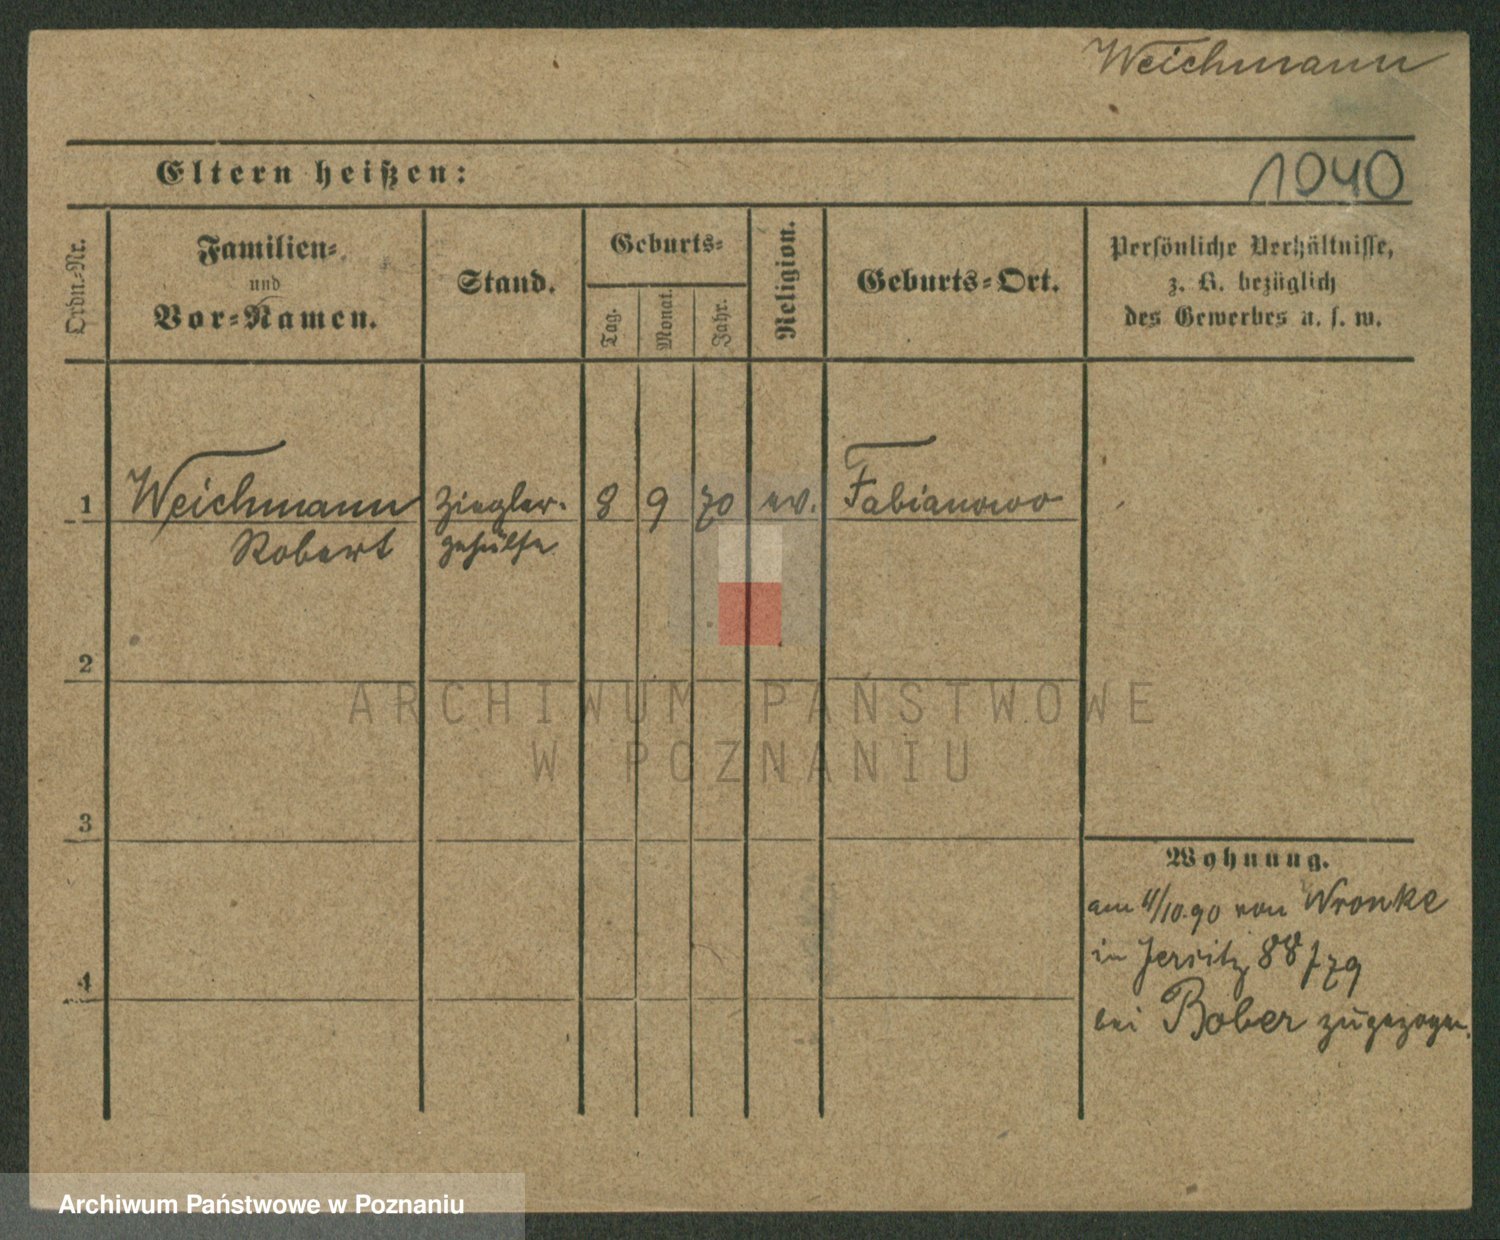 Weichmann
Eltern heißen:
1040
Ordn.-Nr.
Familien-
und
Vor-Namen.
Stand.
Geburts-
Tag.
Monat.
Jahr.
Religion.
Geburts-Ort.
Persönliche Verhältnisse,
z. B. bezüglich
des Gewerbes u. s. w.
1
Weichmann
Robert
Ziegler-
gehülfe
8
9
70
ev.
Fabianowo
2
ARCHIWUM PAŃSTWOWE
W POZNANIU
3
Wohnung.
am 4/10.90 von Wronke
in Jersitz 88/79
bei Bober zugezogen.
4
Archiwum Państwowe w Poznaniu